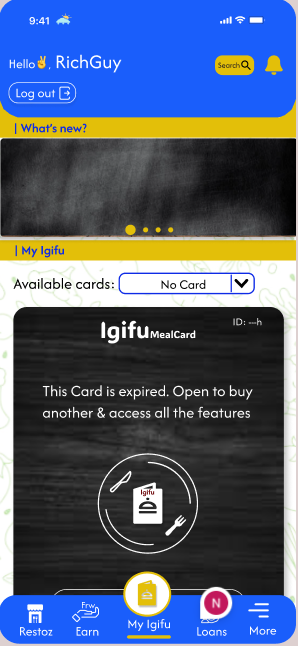 9:41
Hello✌️, RichGuy
Search
Log out
| What's new?
| My Igifu
Available cards: No Card
ID: ---h
Igifu MealCard
This Card is expired. Open to buy
another & access all the features
Igifu
Frw
N
Restoz Earn My Igifu Loans More